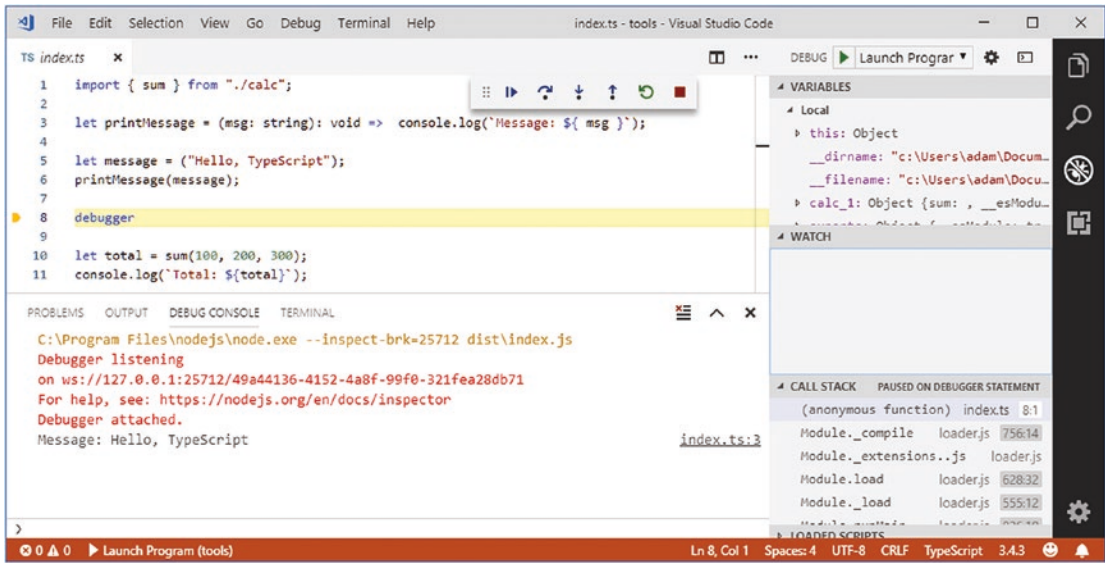 File Edit Selection View Go Debug Terminal Help
index.ts - tools - Visual Studio Code
TS index.ts
DEBUG Launch Prograr
1 import { sum } from "./calc";
2
3 let printMessage = (msg: string): void => console.log(`Message: ${ msg }`);
4
5 let message = ("Hello, TypeScript");
6 printMessage(message);
7
8 debugger
9
10 let total = sum(100, 200, 300);
11 console.log(`Total: ${total}`);
VARIABLES
Local
this: Object
__dirname: "c:\Users\adam\Docum…
__filename: "c:\Users\adam\Docu…
calc_1: Object {sum: , __esModu…
WATCH
PROBLEMS OUTPUT DEBUG CONSOLE TERMINAL
C:\Program Files\nodejs\node.exe --inspect-brk=25712 dist\index.js
Debugger listening
on ws://127.0.0.1:25712/49a44136-4152-4a8f-99f0-321fea28db71
For help, see: https://nodejs.org/en/docs/inspector
Debugger attached.
Message: Hello, TypeScript index.ts:3
CALL STACK PAUSED ON DEBUGGER STATEMENT
(anonymous function) index.ts 8:1
Module._compile loader.js 756:14
Module._extensions..js loader.js
Module.load loader.js 628:32
Module._load loader.js 555:12
LOADED SCRIPTS
0 0 Launch Program (tools)
Ln 8, Col 1 Spaces: 4 UTF-8 CRLF TypeScript 3.4.3